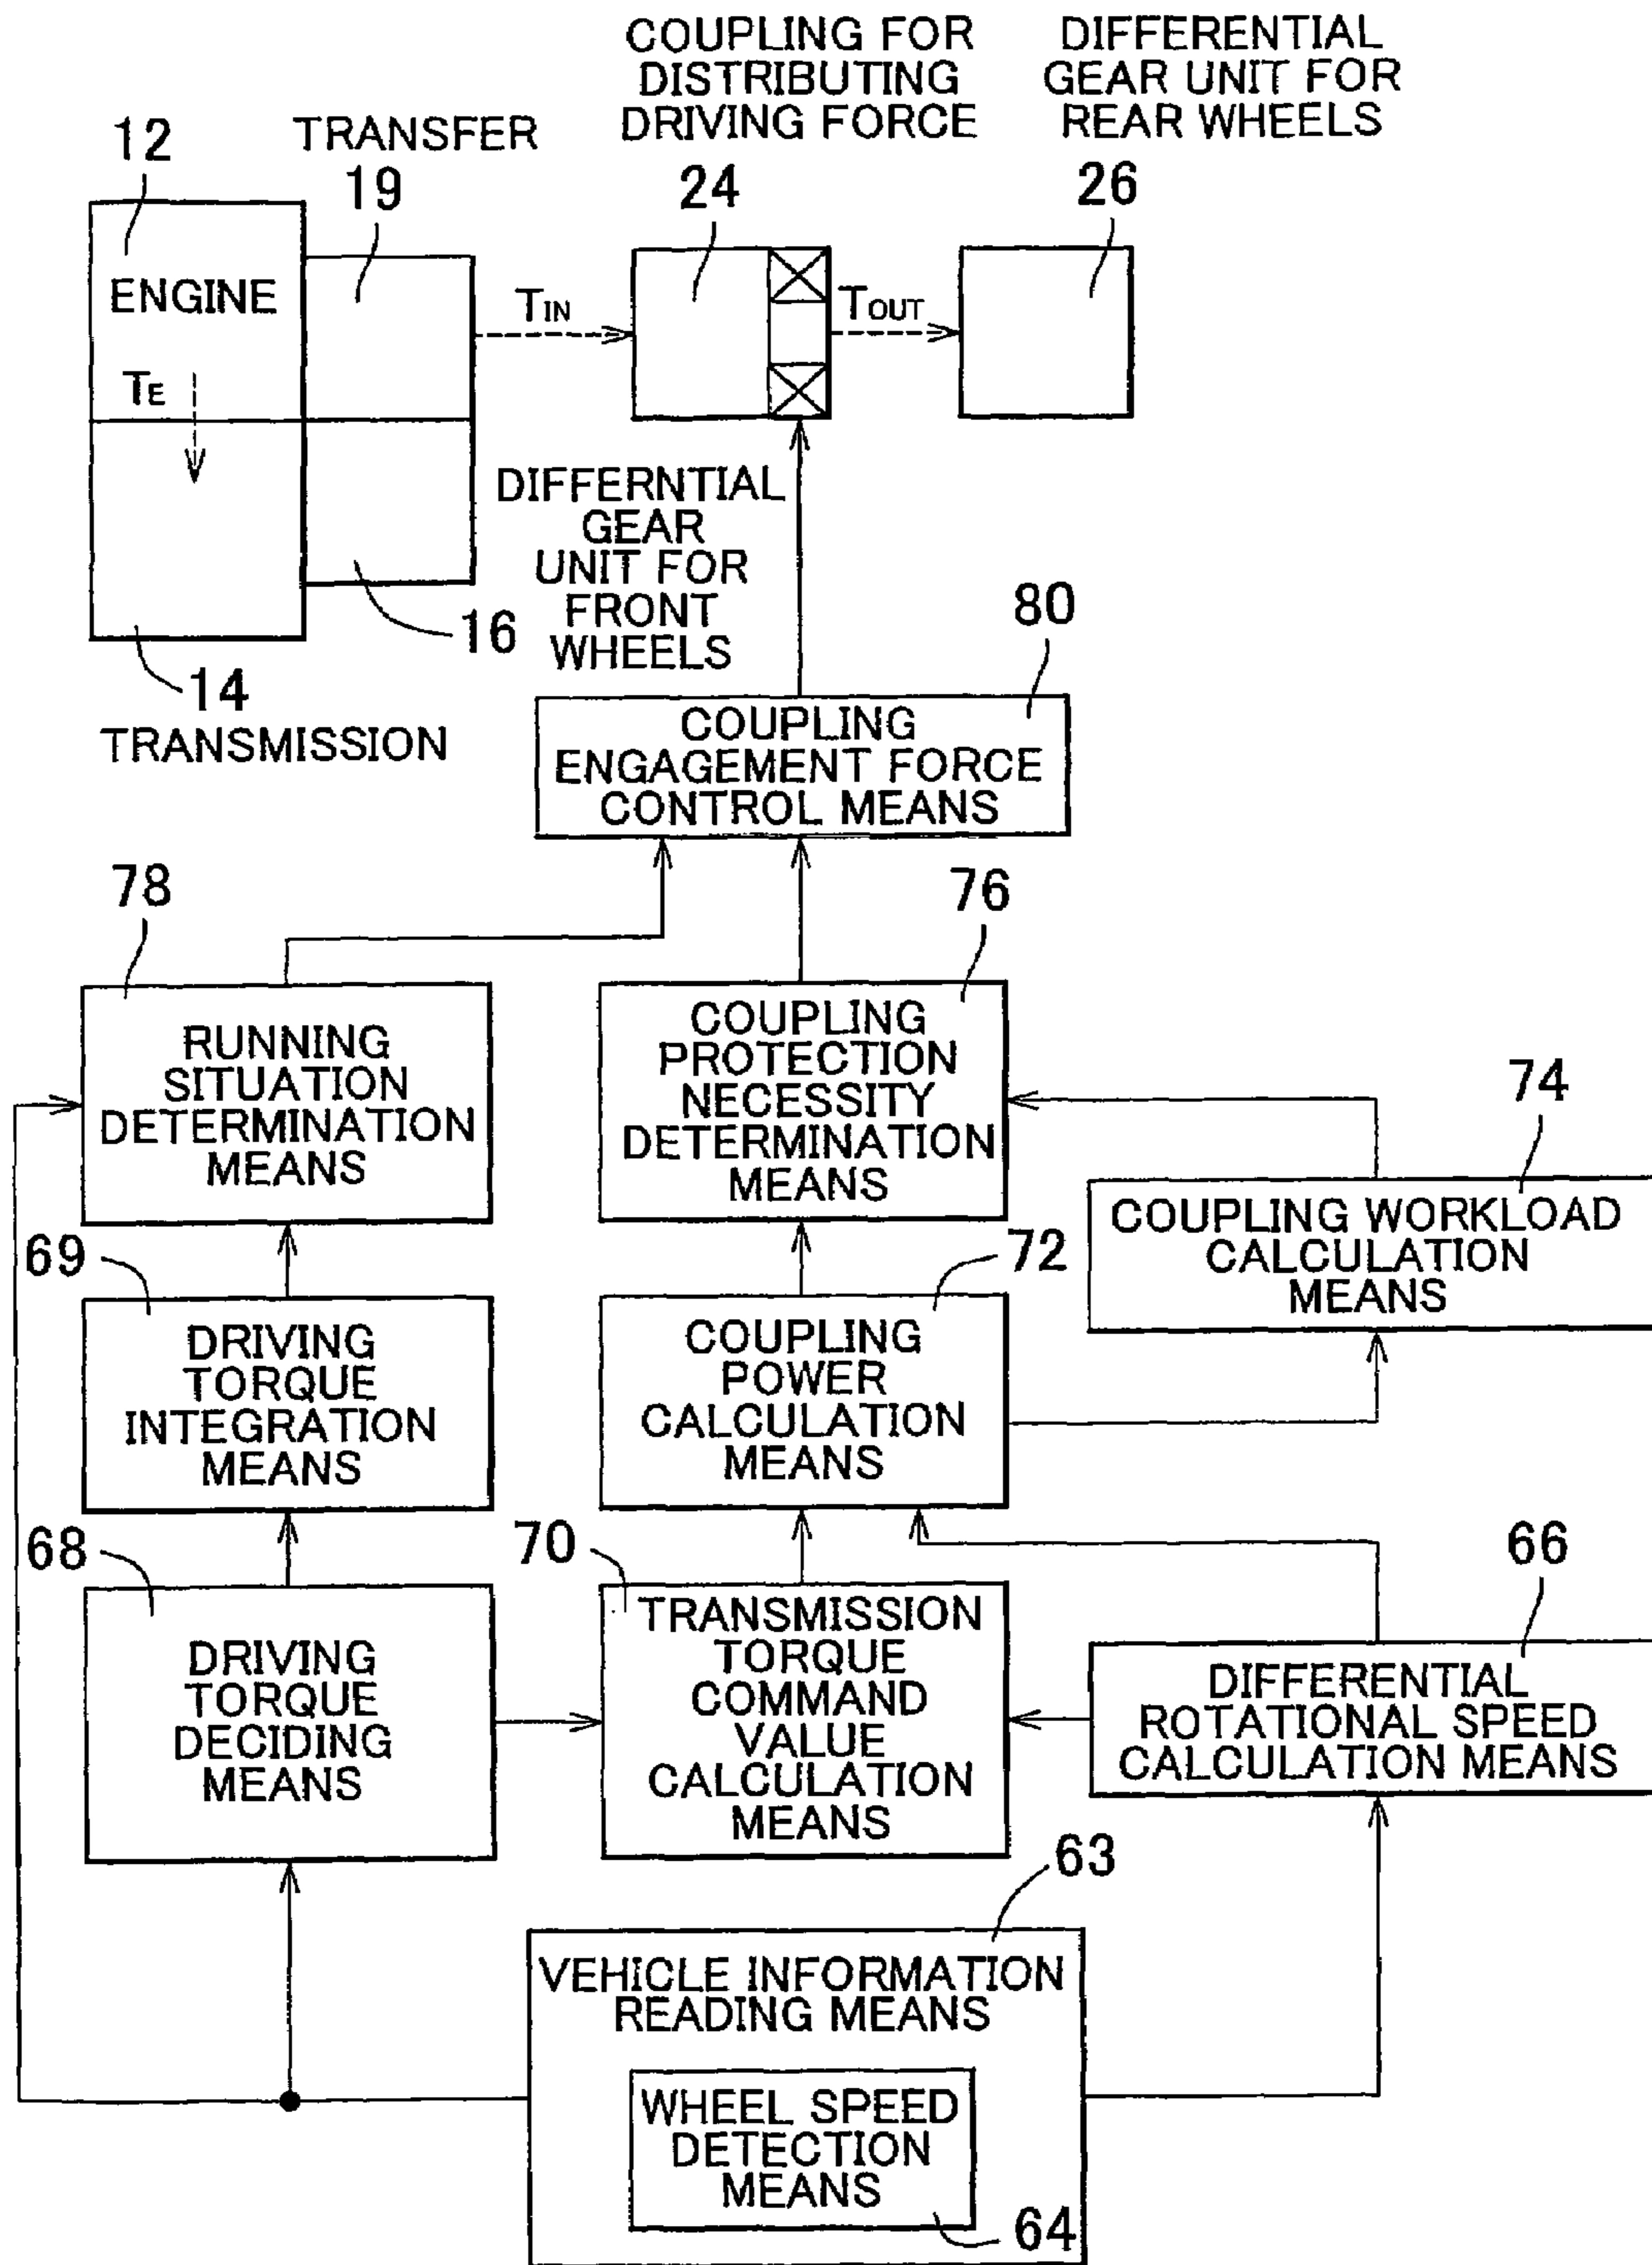 COUPLING FOR
DISTRIBUTING
DRIVING FORCE
DIFFERENTIAL
GEAR UNIT FOR
REAR WHEELS
12
TRANSFER
19
24
26
ENGINE
TIN
TOUT
TE
DIFFERNTIAL
GEAR
UNIT FOR
FRONT
WHEELS
16
14
TRANSMISSION
80
COUPLING
ENGAGEMENT FORCE
CONTROL MEANS
78
76
RUNNING
SITUATION
DETERMINATION
MEANS
COUPLING
PROTECTION
NECESSITY
DETERMINATION
MEANS
74
COUPLING WORKLOAD
CALCULATION
MEANS
69
72
DRIVING
TORQUE
INTEGRATION
MEANS
COUPLING
POWER
CALCULATION
MEANS
68
70
66
DRIVING
TORQUE
DECIDING
MEANS
TRANSMISSION
TORQUE
COMMAND
VALUE
CALCULATION
MEANS
DIFFERENTIAL
ROTATIONAL SPEED
CALCULATION MEANS
63
VEHICLE INFORMATION
READING MEANS
WHEEL SPEED
DETECTION
MEANS
64